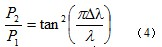 P₂/P₁ = tan²(πΔλ/λ) (4)